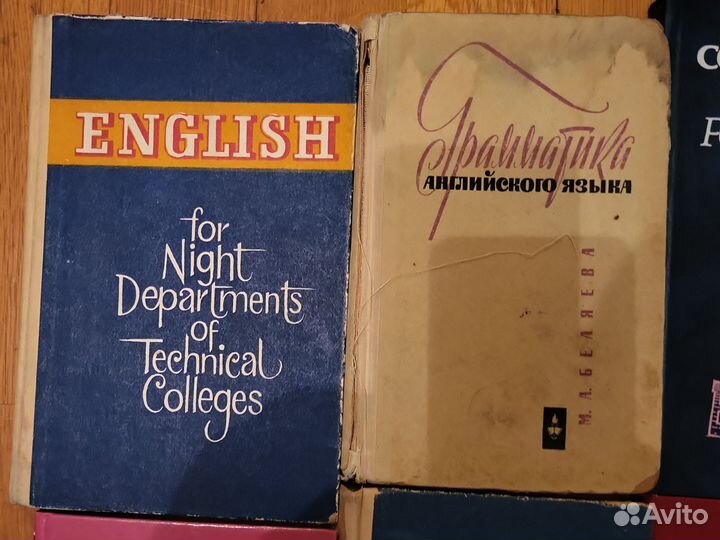 ENGLISH
for
Night
Departments
of
Technical
Colleges
Грамматика
АНГЛИЙСКОГО ЯЗЫКА
М. А. БЕЛЯЕВА
Avito